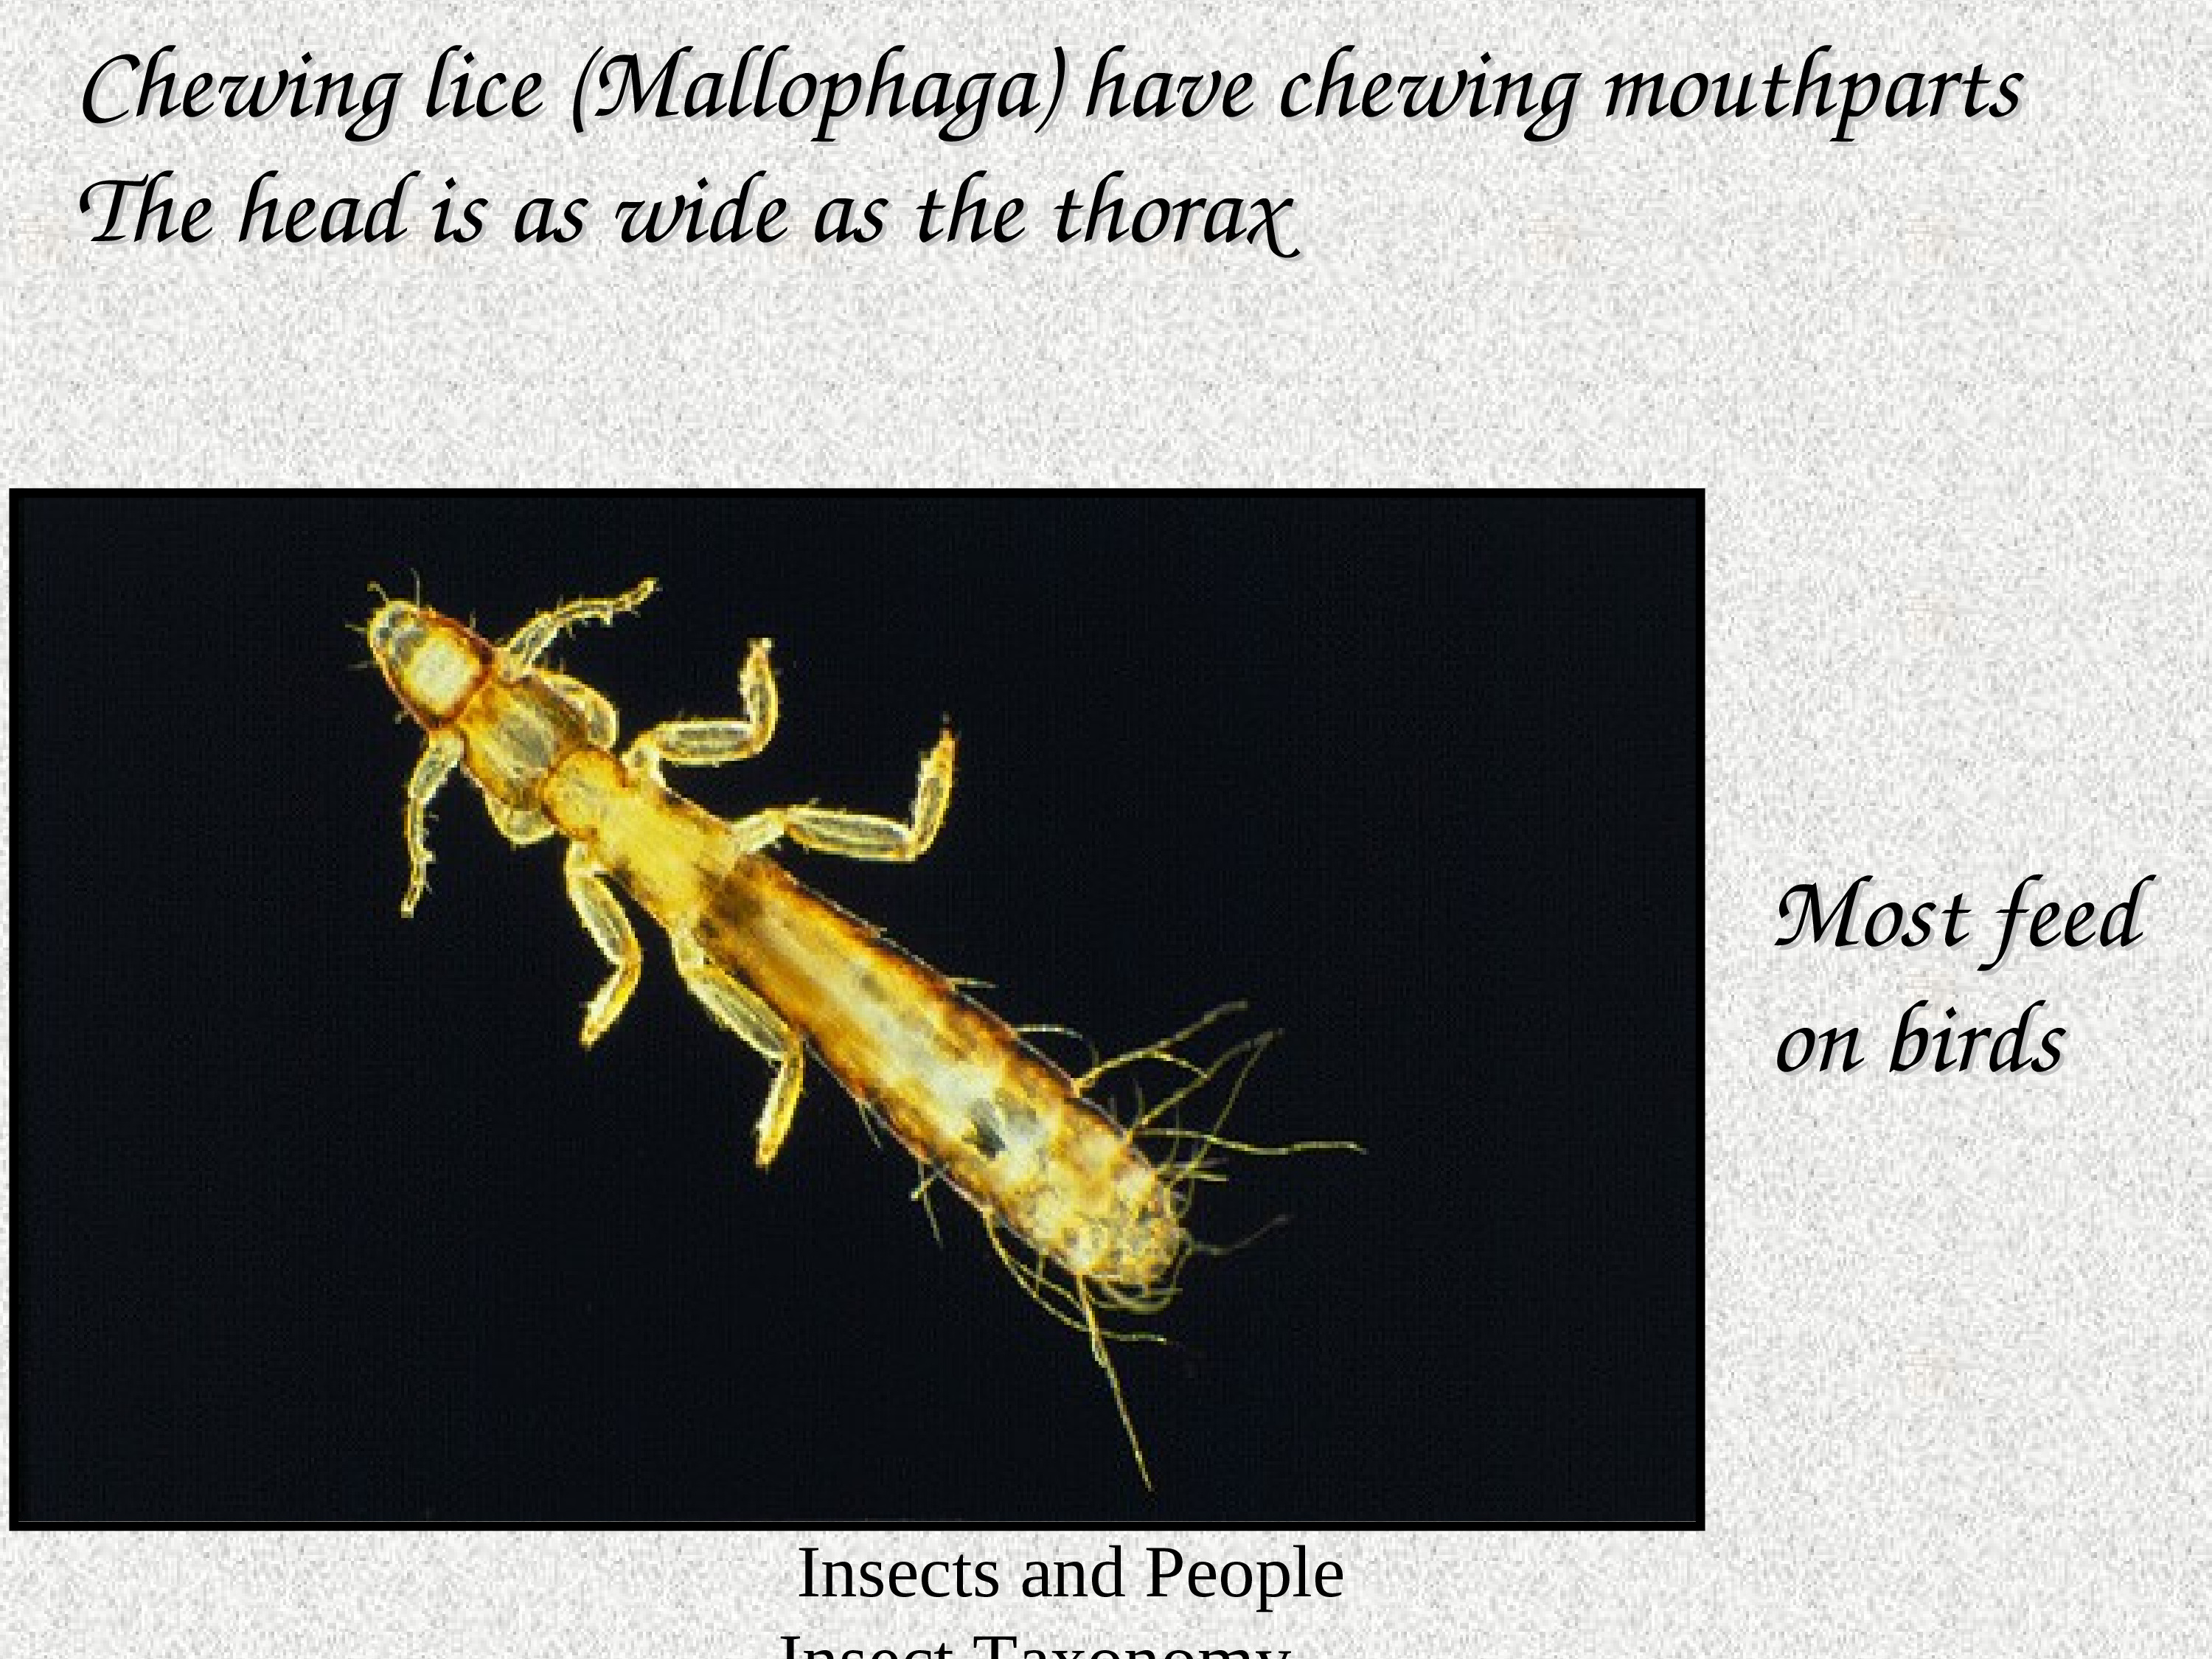 Chewing lice (Mallophaga) have chewing mouthparts
The head is as wide as the thorax
Most feed
on birds
Insects and People
Insect Taxonomy